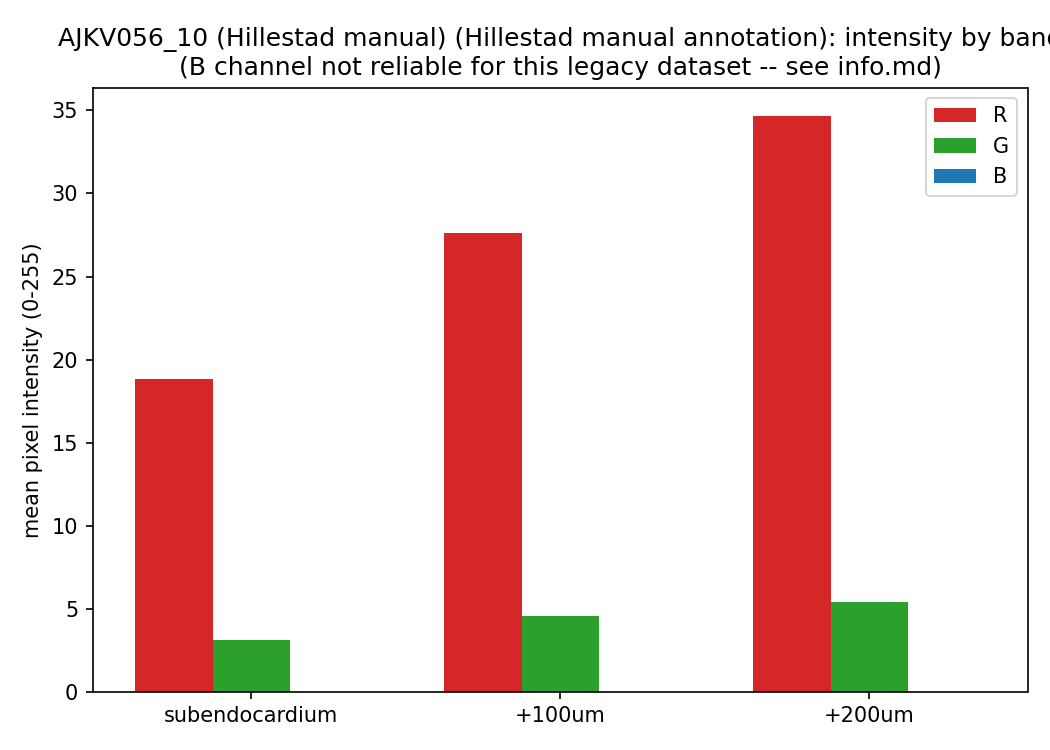 AJKV056_10 (Hillestad manual) (Hillestad manual annotation): intensity by band
(B channel not reliable for this legacy dataset -- see info.md)
R
G
B
mean pixel intensity (0-255)
35
30
25
20
15
10
5
0
subendocardium
+100um
+200um